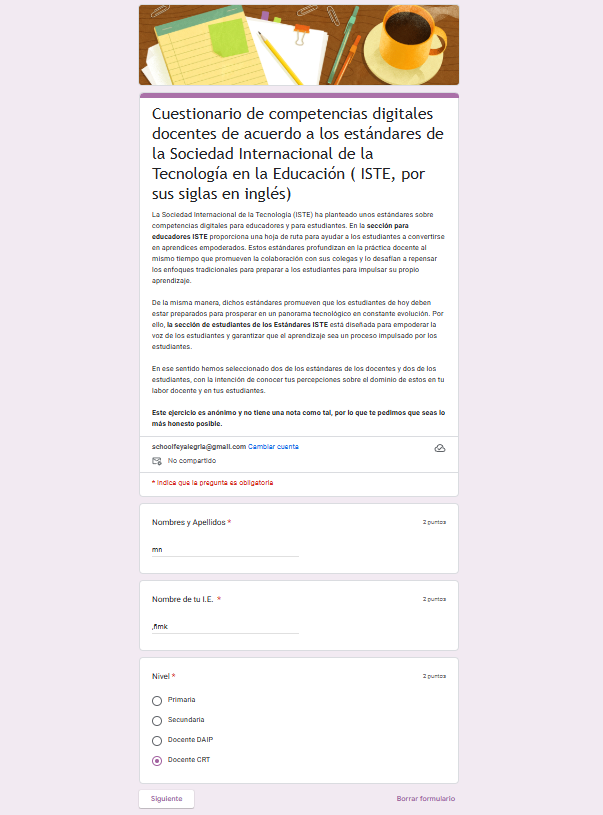 Cuestionario de competencias digitales
docentes de acuerdo a los estándares de
la Sociedad Internacional de la
Tecnología en la Educación ( ISTE, por
sus siglas en inglés)
La Sociedad Internacional de la Tecnología (ISTE) ha planteado unos estándares sobre
competencias digitales para educadores y para estudiantes. En la sección para
educadores ISTE proporciona una hoja de ruta para ayudar a los estudiantes a convertirse
en aprendices empoderados. Estos estándares profundizan en la práctica docente al
mismo tiempo que promueven la colaboración con sus colegas y lo desafían a repensar
los enfoques tradicionales para preparar a los estudiantes para impulsar su propio
aprendizaje.
De la misma manera, dichos estándares promueven que los estudiantes de hoy deben
estar preparados para prosperar en un panorama tecnológico en constante evolución. Por
ello, la sección de estudiantes de los Estándares ISTE está diseñada para empoderar la
voz de los estudiantes y garantizar que el aprendizaje sea un proceso impulsado por los
estudiantes.
En ese sentido hemos seleccionado dos de los estándares de los docentes y dos de los
estudiantes, con la intención de conocer tus percepciones sobre el dominio de estos en tu
labor docente y en tus estudiantes.
Este ejercicio es anónimo y no tiene una nota como tal, por lo que te pedimos que seas lo
más honesto posible.
schoolfeyalegria@gmail.com Cambiar cuenta
No compartido
* Indica que la pregunta es obligatoria
Nombres y Apellidos * 2 puntos
mn
Nombre de tu I.E. * 2 puntos
,fimk
Nivel * 2 puntos
Primaria
Secundaria
Docente DAIP
Docente CRT
Siguiente Borrar formulario